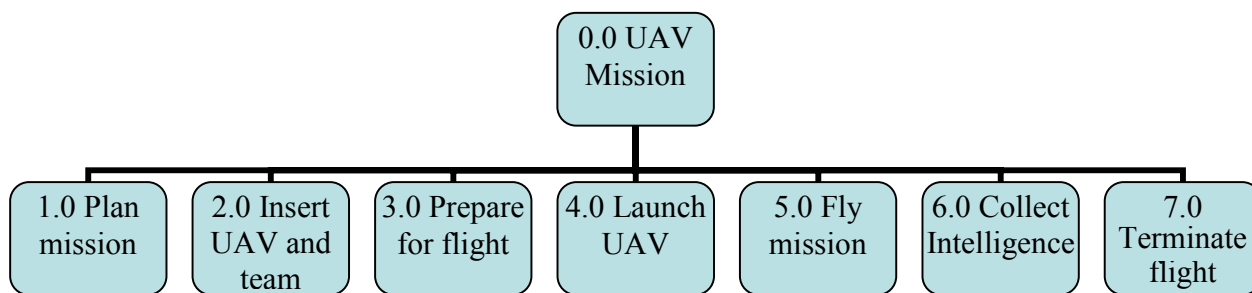 0.0 UAV
Mission
1.0 Plan
mission
2.0 Insert
UAV and
team
3.0 Prepare
for flight
4.0 Launch
UAV
5.0 Fly
mission
6.0 Collect
Intelligence
7.0
Terminate
flight